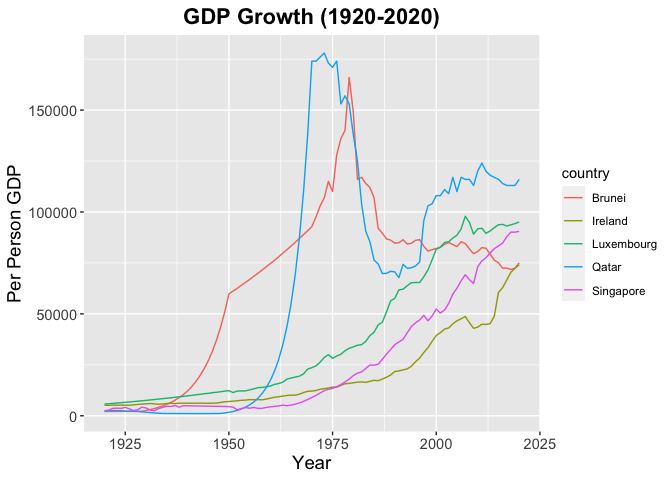 GDP Growth (1920-2020)
Per Person GDP
150000
100000
50000
0
1925
1950
1975
2000
2025
Year
country
Brunei
Ireland
Luxembourg
Qatar
Singapore